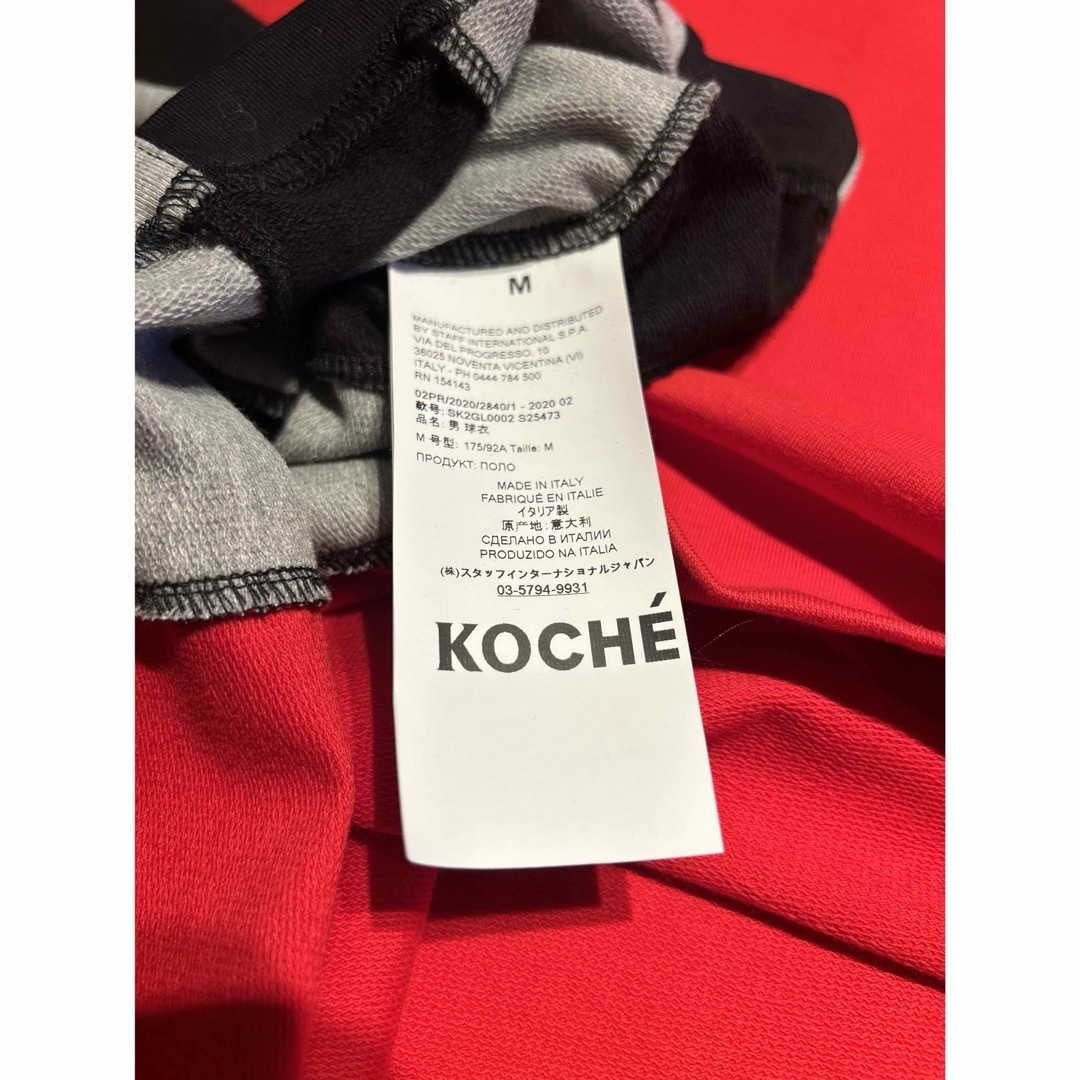 M
MANUFACTURED AND DISTRIBUTED
BY STAFF INTERNATIONAL S.P.A.
VIA DEL PROGRESSO, 10
36025 NOVENTA VICENTINA (VI)
ITALY - PH 0444 784 500
RN 154143
02PR/2020/2840/1 - 2020 02
款号: SK2GL0002 S25473
品名: 男 球衣
M 号型: 175/92A Taille: M
ПРОДУКТ: ПОЛО
MADE IN ITALY
FABRIQUÉ EN ITALIE
イタリア製
原产地: 意大利
СДЕЛАНО В ИТАЛИИ
PRODUZIDO NA ITALIA
(株)スタッフインターナショナルジャパン
03-5794-9931
KOCHÉ